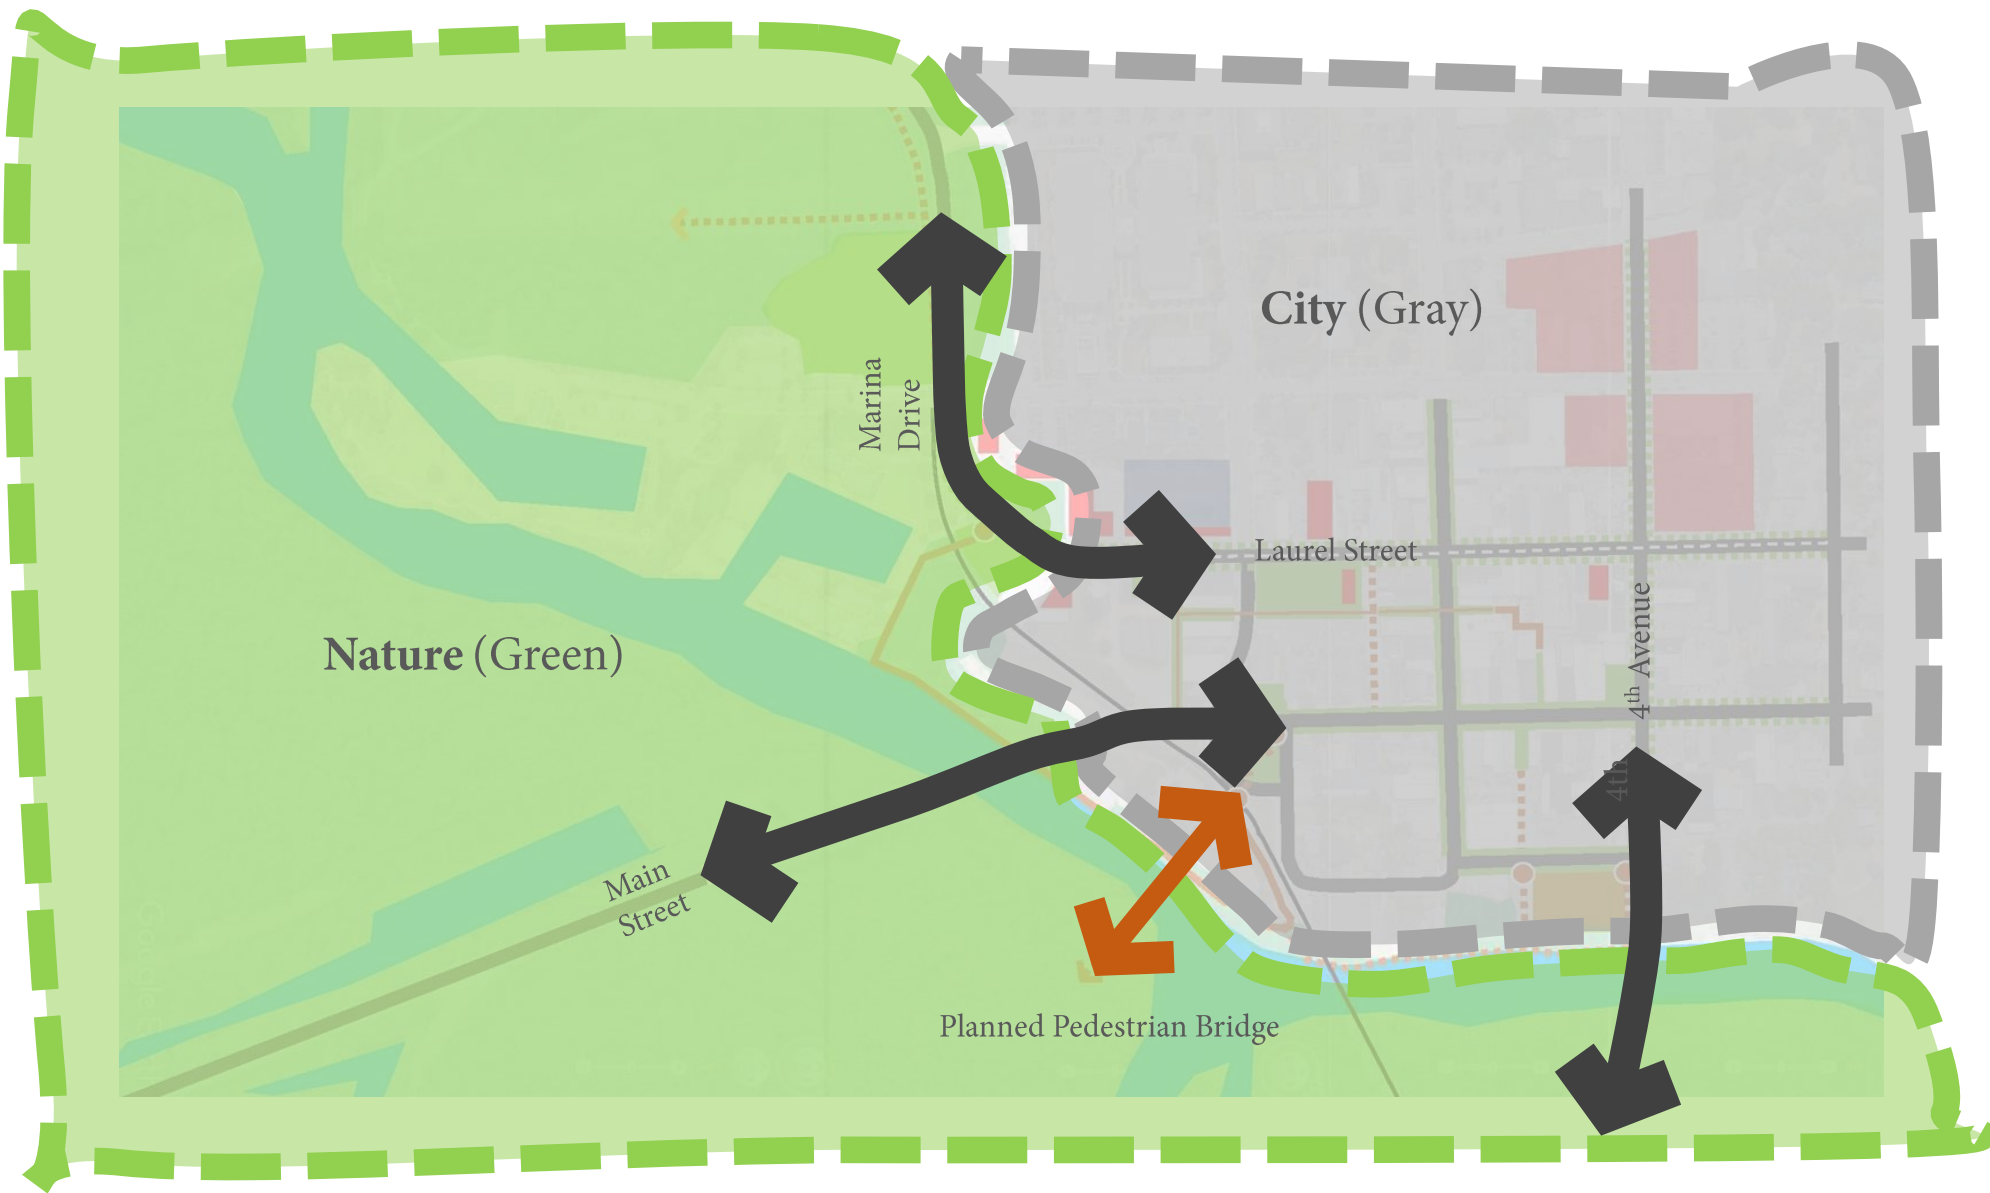 City (Gray)
Marina
Drive
Laurel Street
4th Avenue
Nature (Green)
4th
Main
Street
Planned Pedestrian Bridge